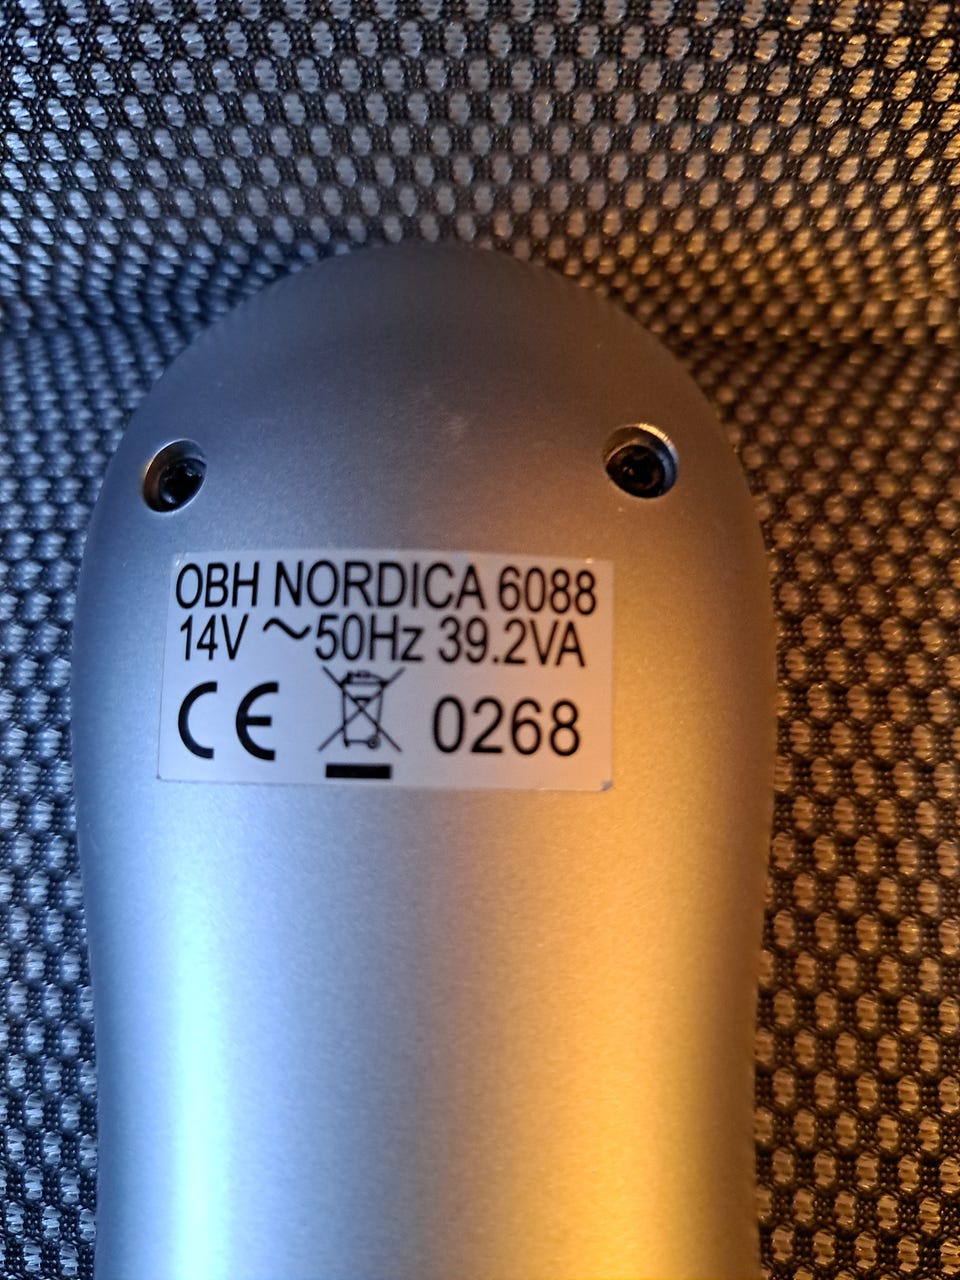 OBH NORDICA 6088
14V ~50Hz 39.2VA
CE 0268